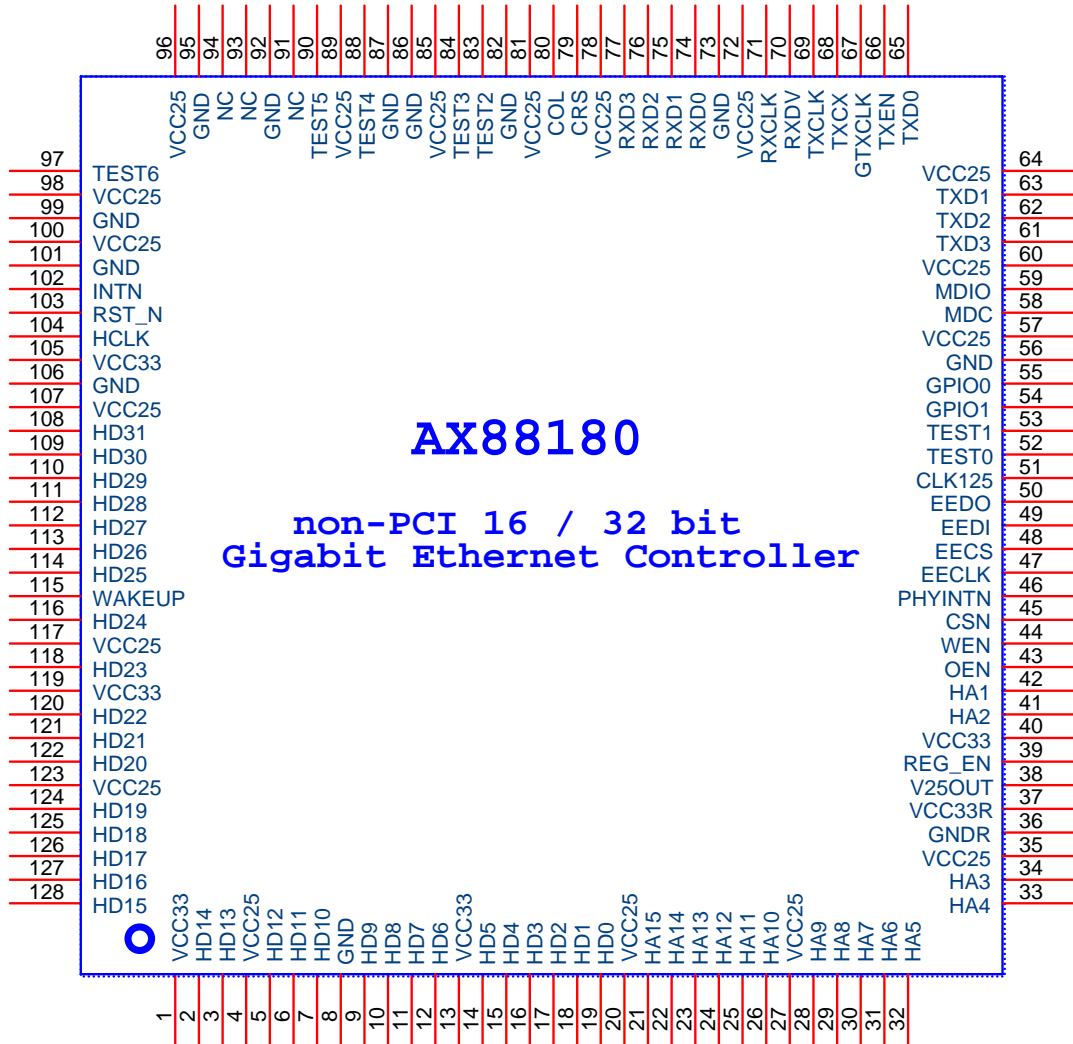 96 95 94 93 92 91 90 89 88 87 86 85 84 83 82 81 80 79 78 77 76 75 74 73 72 71 70 69 68 67 66 65
VCC25 GND NC NC GND NC TEST5 VCC25 TEST4 GND GND VCC25 TEST3 TEST2 GND VCC25 COL CRS VCC25 RXD3 RXD2 RXD1 RXD0 GND VCC25 RXCLK RXDV TXCLK TXCX GTXCLK TXEN TXD0
97 TEST6
98 VCC25
99 GND
100 VCC25
101 GND
102 INTN
103 RST_N
104 HCLK
105 VCC33
106 GND
107 VCC25
108 HD31
109 HD30
110 HD29
111 HD28
112 HD27
113 HD26
114 HD25
115 WAKEUP
116 HD24
117 VCC25
118 HD23
119 VCC33
120 HD22
121 HD21
122 HD20
123 VCC25
124 HD19
125 HD18
126 HD17
127 HD16
128 HD15
AX88180
non-PCI 16 / 32 bit
Gigabit Ethernet Controller
VCC25 64
TXD1 63
TXD2 62
TXD3 61
VCC25 60
MDIO 59
MDC 58
VCC25 57
GND 56
GPIO0 55
GPIO1 54
TEST1 53
TEST0 52
CLK125 51
EEDO 50
EEDI 49
EECS 48
EECLK 47
PHYINTN 46
CSN 45
WEN 44
OEN 43
HA1 42
HA2 41
VCC33 40
REG_EN 39
V25OUT 38
VCC33R 37
GNDR 36
VCC25 35
HA3 34
HA4 33
VCC33 HD14 HD13 VCC25 HD12 HD11 HD10 GND HD9 HD8 HD7 HD6 VCC33 HD5 HD4 HD3 HD2 HD1 HD0 VCC25 HA15 HA14 HA13 HA12 HA11 HA10 VCC25 HA9 HA8 HA7 HA6 HA5
1 2 3 4 5 6 7 8 9 10 11 12 13 14 15 16 17 18 19 20 21 22 23 24 25 26 27 28 29 30 31 32